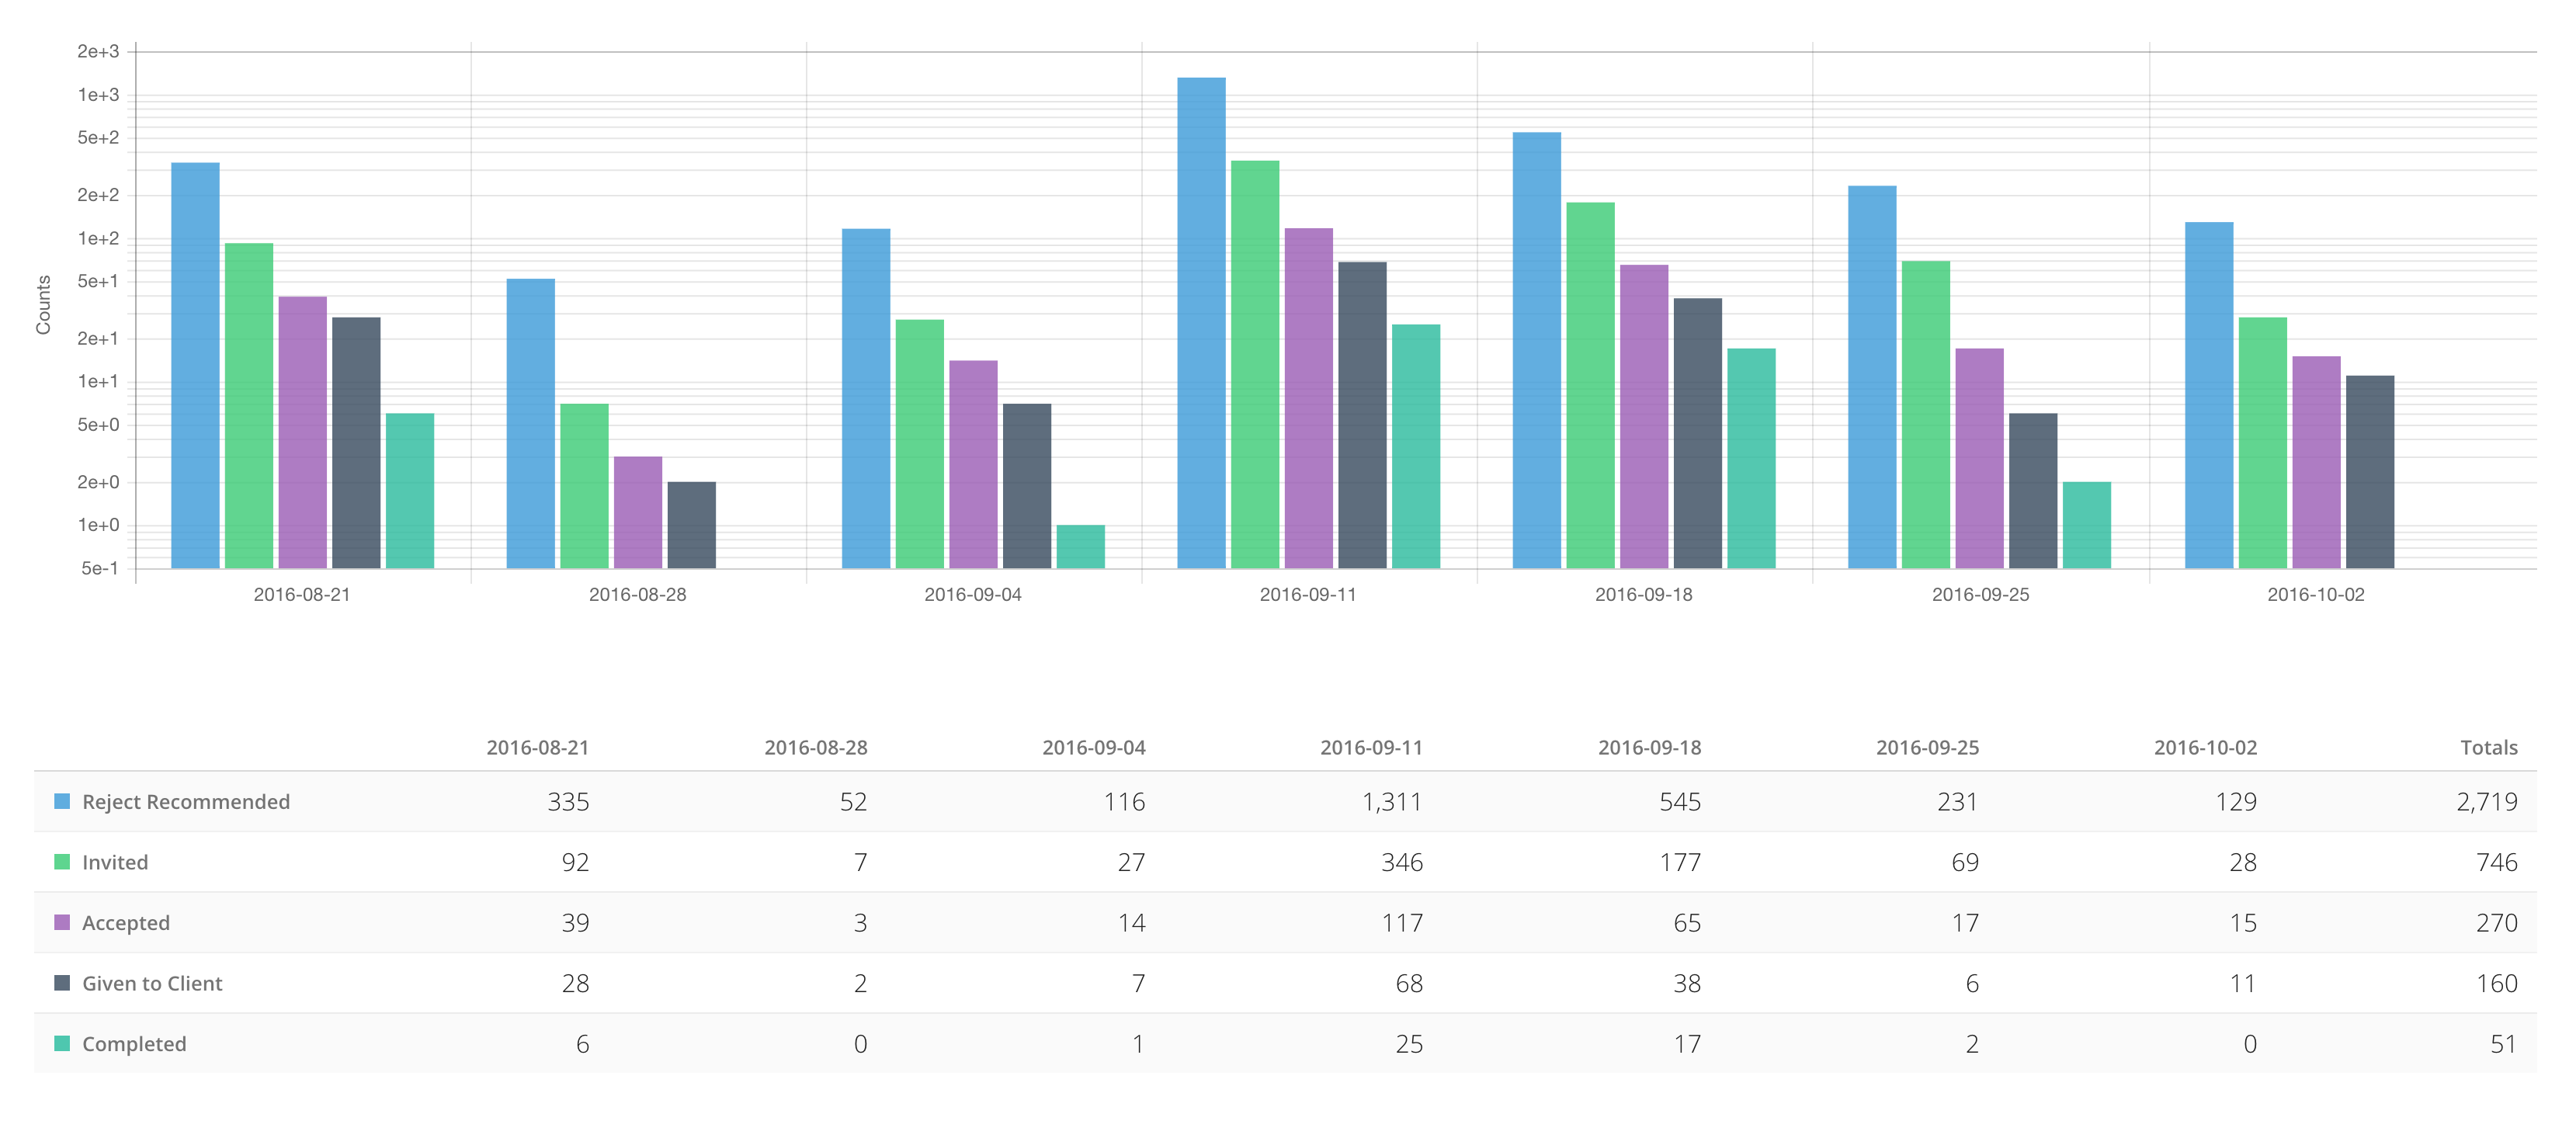 2e+3
1e+3
5e+2
2e+2
1e+2
5e+1
2e+1
1e+1
5e+0
2e+0
1e+0
5e-1
Counts
2016-08-21 2016-08-28 2016-09-04 2016-09-11 2016-09-18 2016-09-25 2016-10-02
2016-08-21 2016-08-28 2016-09-04 2016-09-11 2016-09-18 2016-09-25 2016-10-02 Totals
Reject Recommended 335 52 116 1,311 545 231 129 2,719
Invited 92 7 27 346 177 69 28 746
Accepted 39 3 14 117 65 17 15 270
Given to Client 28 2 7 68 38 6 11 160
Completed 6 0 1 25 17 2 0 51